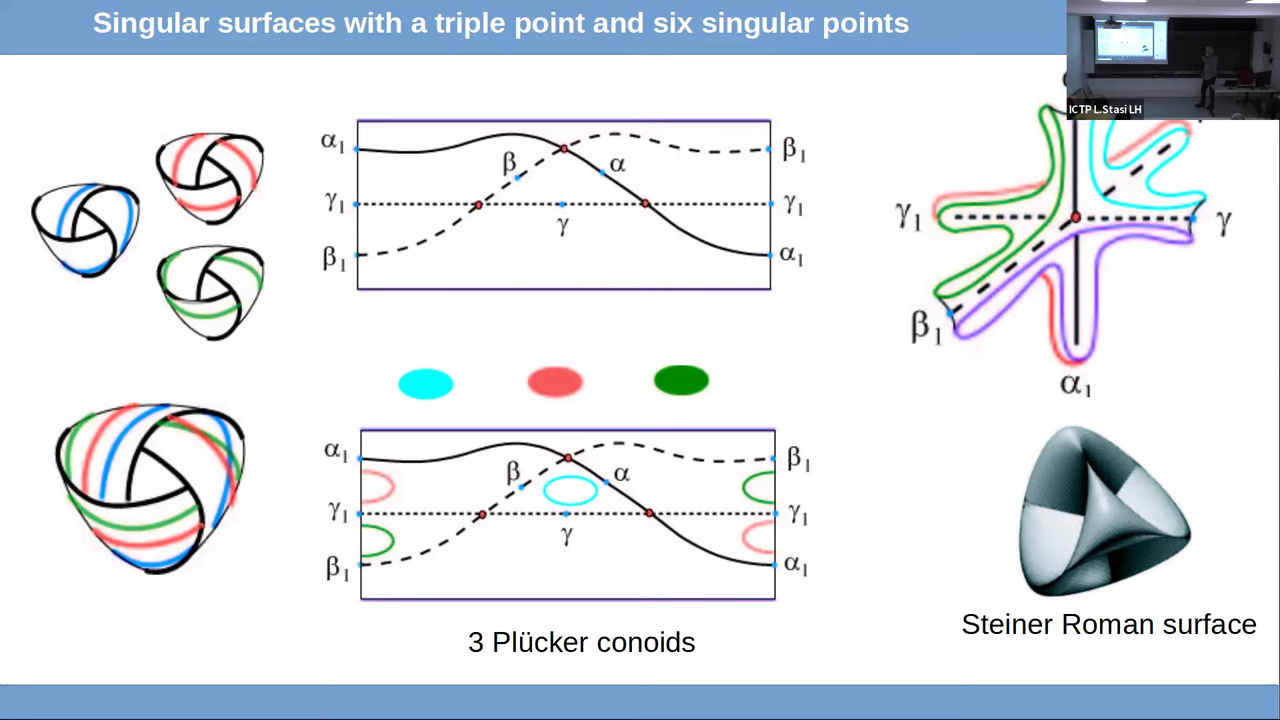 Singular surfaces with a triple point and six singular points
ICTP L.Stasi LH
α1
β
α
β1
γ1
γ
γ1
β1
α1
γ1
γ
β1
α1
α1
β
α
β1
γ1
γ
γ1
β1
α1
3 Plücker conoids
Steiner Roman surface